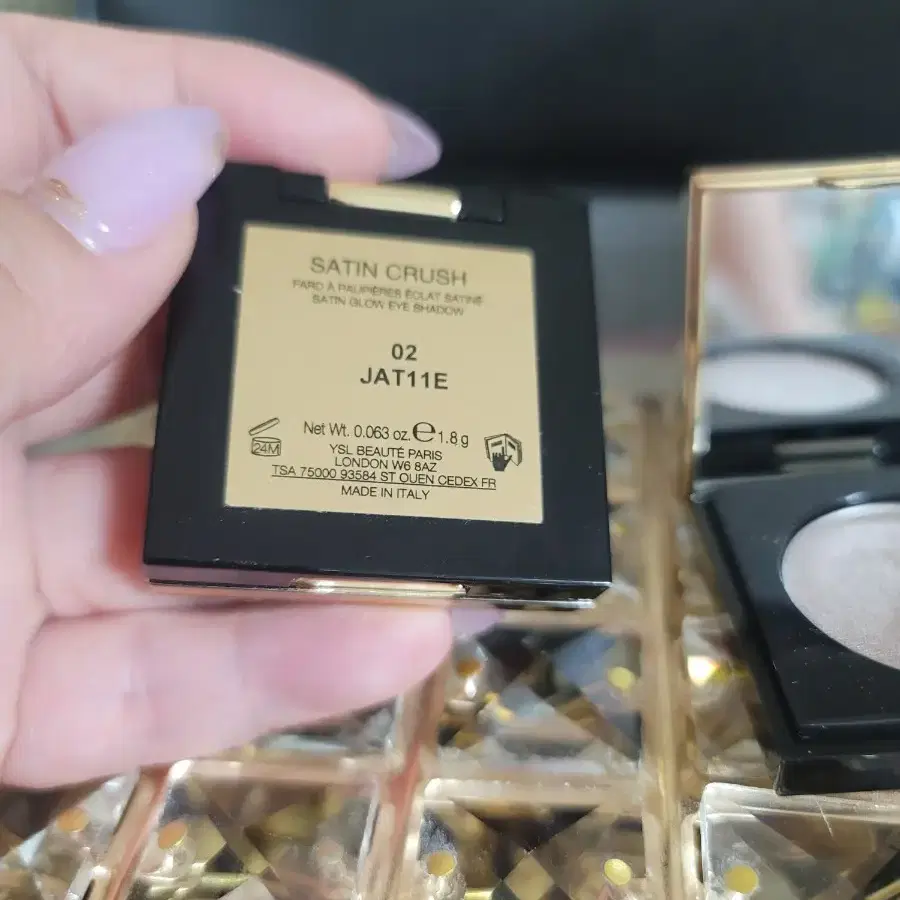 SATIN CRUSH
FARD À PAUPIÈRES ÉCLAT SATINÉ
SATIN GLOW EYE SHADOW
02
JAT11E
24M
Net Wt. 0.063 oz. ℮ 1.8 g
YSL BEAUTÉ PARIS
LONDON W6 8AZ
TSA 75000 93584 ST OUEN CEDEX FR
MADE IN ITALY